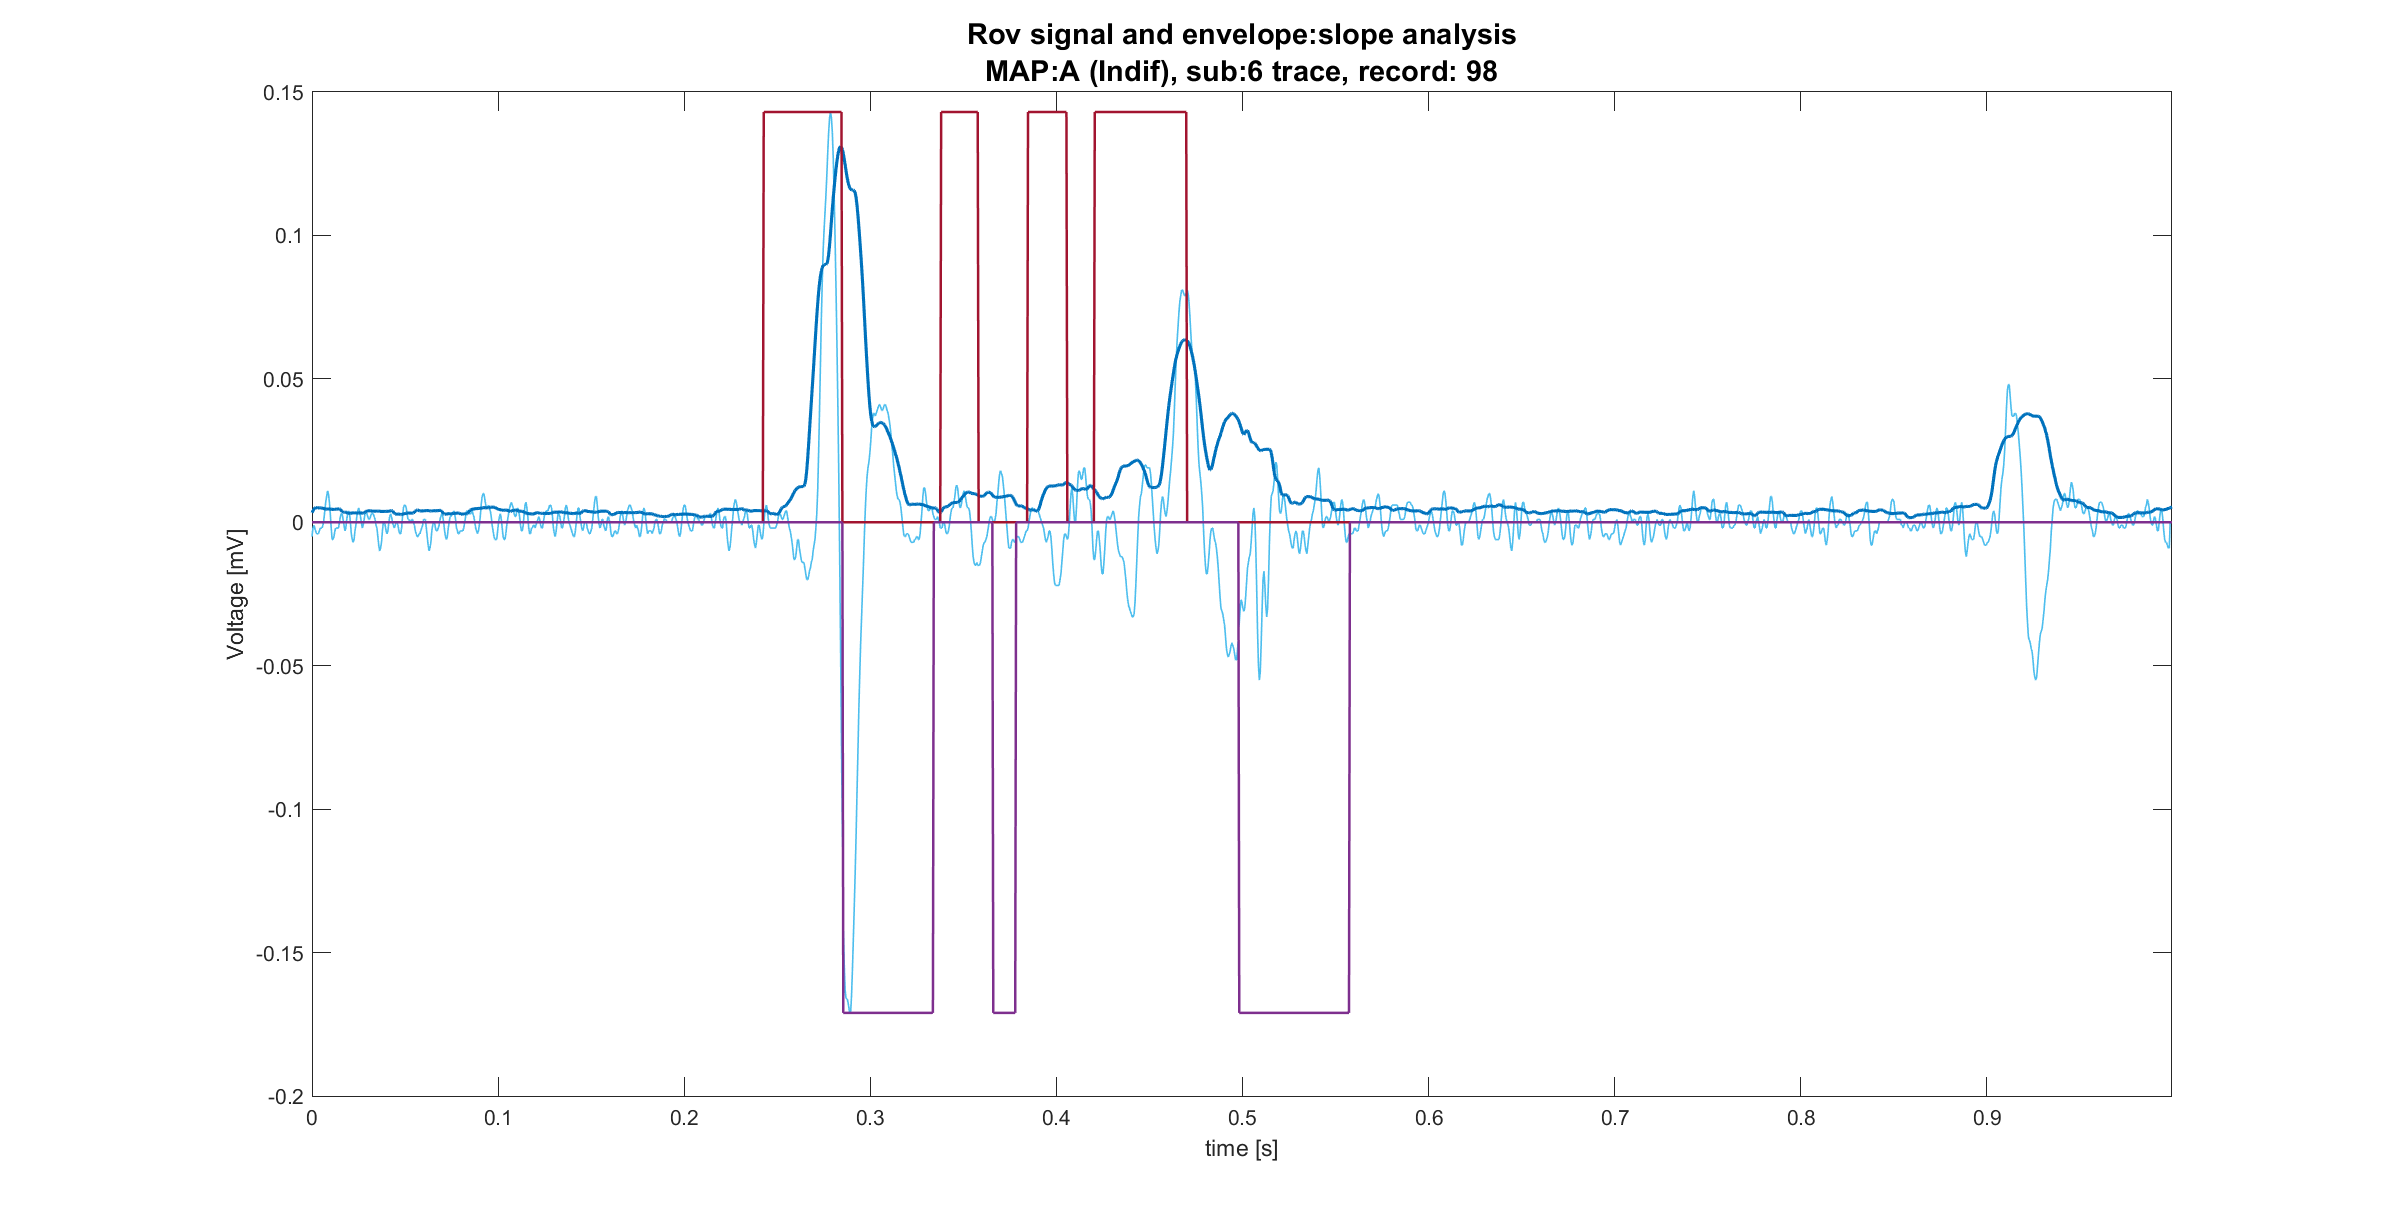 Rov signal and envelope:slope analysis
MAP:A (Indif), sub:6 trace, record: 98
0.15
0.1
0.05
0
-0.05
-0.1
-0.15
-0.2
Voltage [mV]
0 0.1 0.2 0.3 0.4 0.5 0.6 0.7 0.8 0.9
time [s]